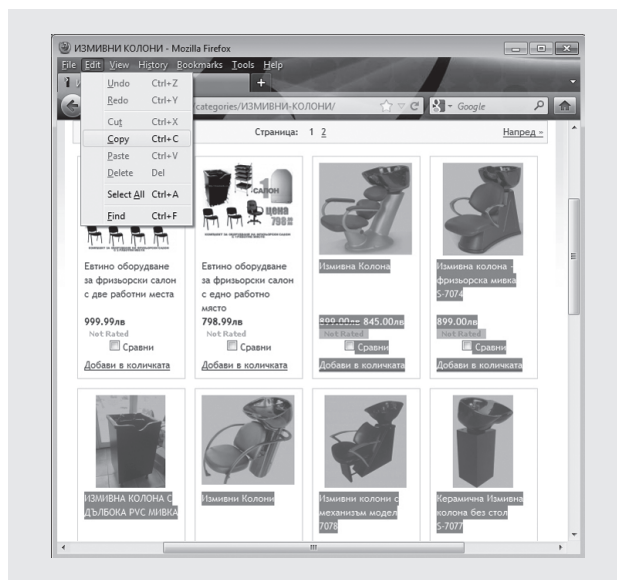 ИЗМИВНИ КОЛОНИ - Mozilla Firefox
File Edit View History Bookmarks Tools Help
+
Undo Ctrl+Z
Redo Ctrl+Y
Cut Ctrl+X
Copy Ctrl+C
Paste Ctrl+V
Delete Del
Select All Ctrl+A
Find Ctrl+F
/categories/ИЗМИВНИ-КОЛОНИ/
Google
Страница: 1 2
Напред »
САЛОН
1
ЦЕНА
798
Евтино оборудване
за фризьорски салон
с две работни места
999.99лв
Not Rated
Сравни
Добави в количката
Евтино оборудване
за фризьорски салон
с едно работно
място
798.99лв
Not Rated
Сравни
Добави в количката
Измивна Колона
899.00лв 845.00лв
Not Rated
Сравни
Добави в количката
Измивна колона -
фризьорска мивка
S-7074
899.00лв
Not Rated
Сравни
Добави в количката
ИЗМИВНА КОЛОНА С
ДЪЛБОКА PVC МИВКА
Измивни Колони
Измивни колони с
механизъм модел
7078
Керамична Измивна
колона без стол
S-7077